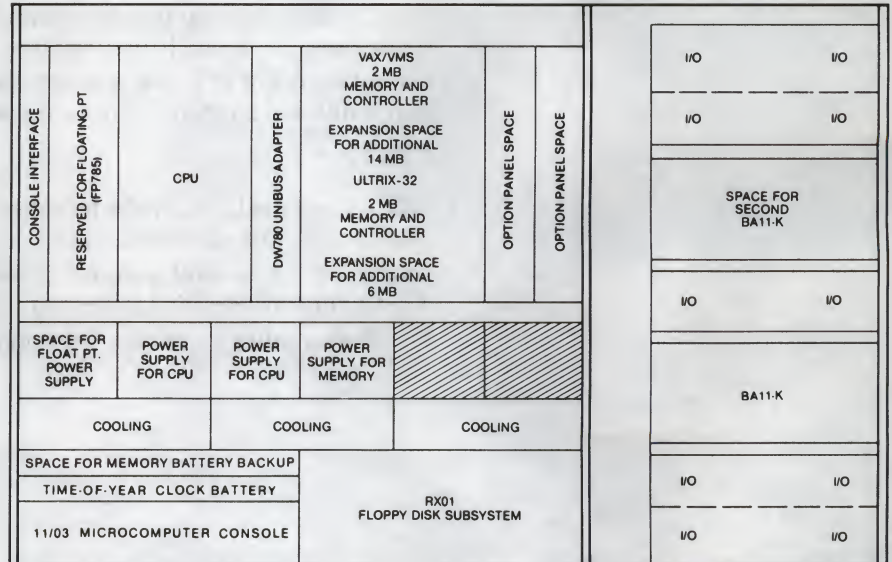 CONSOLE INTERFACE
RESERVED FOR FLOATING PT
(FP785)
CPU
DW780 UNIBUS ADAPTER
VAX/VMS
2 MB
MEMORY AND
CONTROLLER
EXPANSION SPACE
FOR ADDITIONAL
14 MB
ULTRIX-32
2 MB
MEMORY AND
CONTROLLER
EXPANSION SPACE
FOR ADDITIONAL
6 MB
OPTION PANEL SPACE
OPTION PANEL SPACE
SPACE FOR
FLOAT PT.
POWER
SUPPLY
POWER
SUPPLY
FOR CPU
POWER
SUPPLY
FOR CPU
POWER
SUPPLY FOR
MEMORY
COOLING
COOLING
COOLING
SPACE FOR MEMORY BATTERY BACKUP
TIME-OF-YEAR CLOCK BATTERY
11/03 MICROCOMPUTER CONSOLE
RX01
FLOPPY DISK SUBSYSTEM
I/O I/O
I/O I/O
SPACE FOR
SECOND
BA11-K
I/O I/O
BA11-K
I/O I/O
I/O I/O